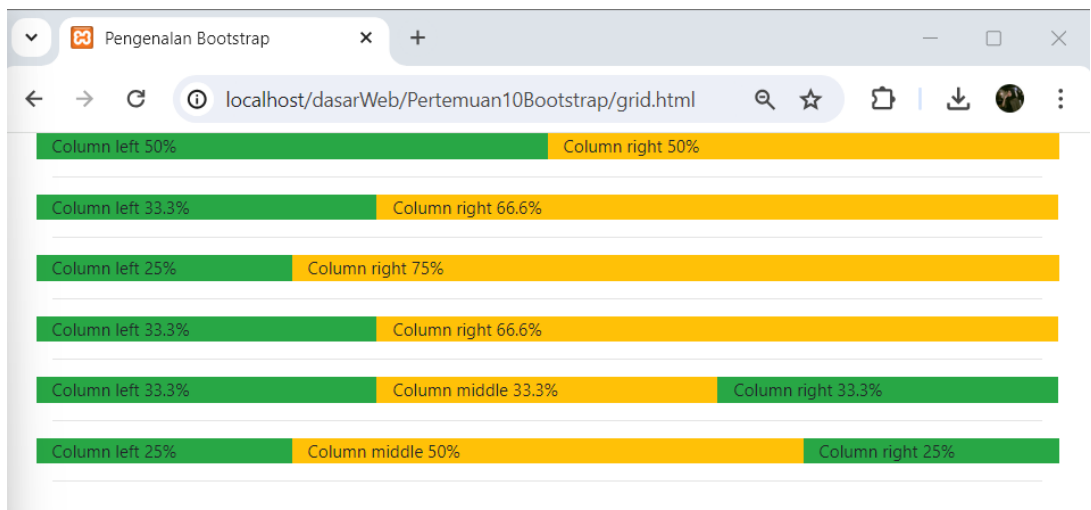 Pengenalan Bootstrap
localhost/dasarWeb/Pertemuan10Bootstrap/grid.html
Column left 50% Column right 50%
Column left 33.3% Column right 66.6%
Column left 25% Column right 75%
Column left 33.3% Column right 66.6%
Column left 33.3% Column middle 33.3% Column right 33.3%
Column left 25% Column middle 50% Column right 25%